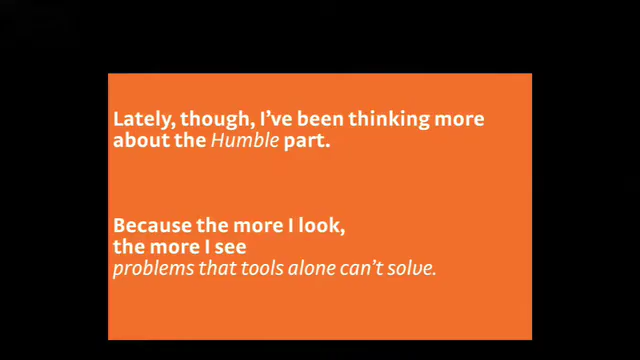 Lately, though, I've been thinking more
about the Humble part.
Because the more I look,
the more I see
problems that tools alone can't solve.